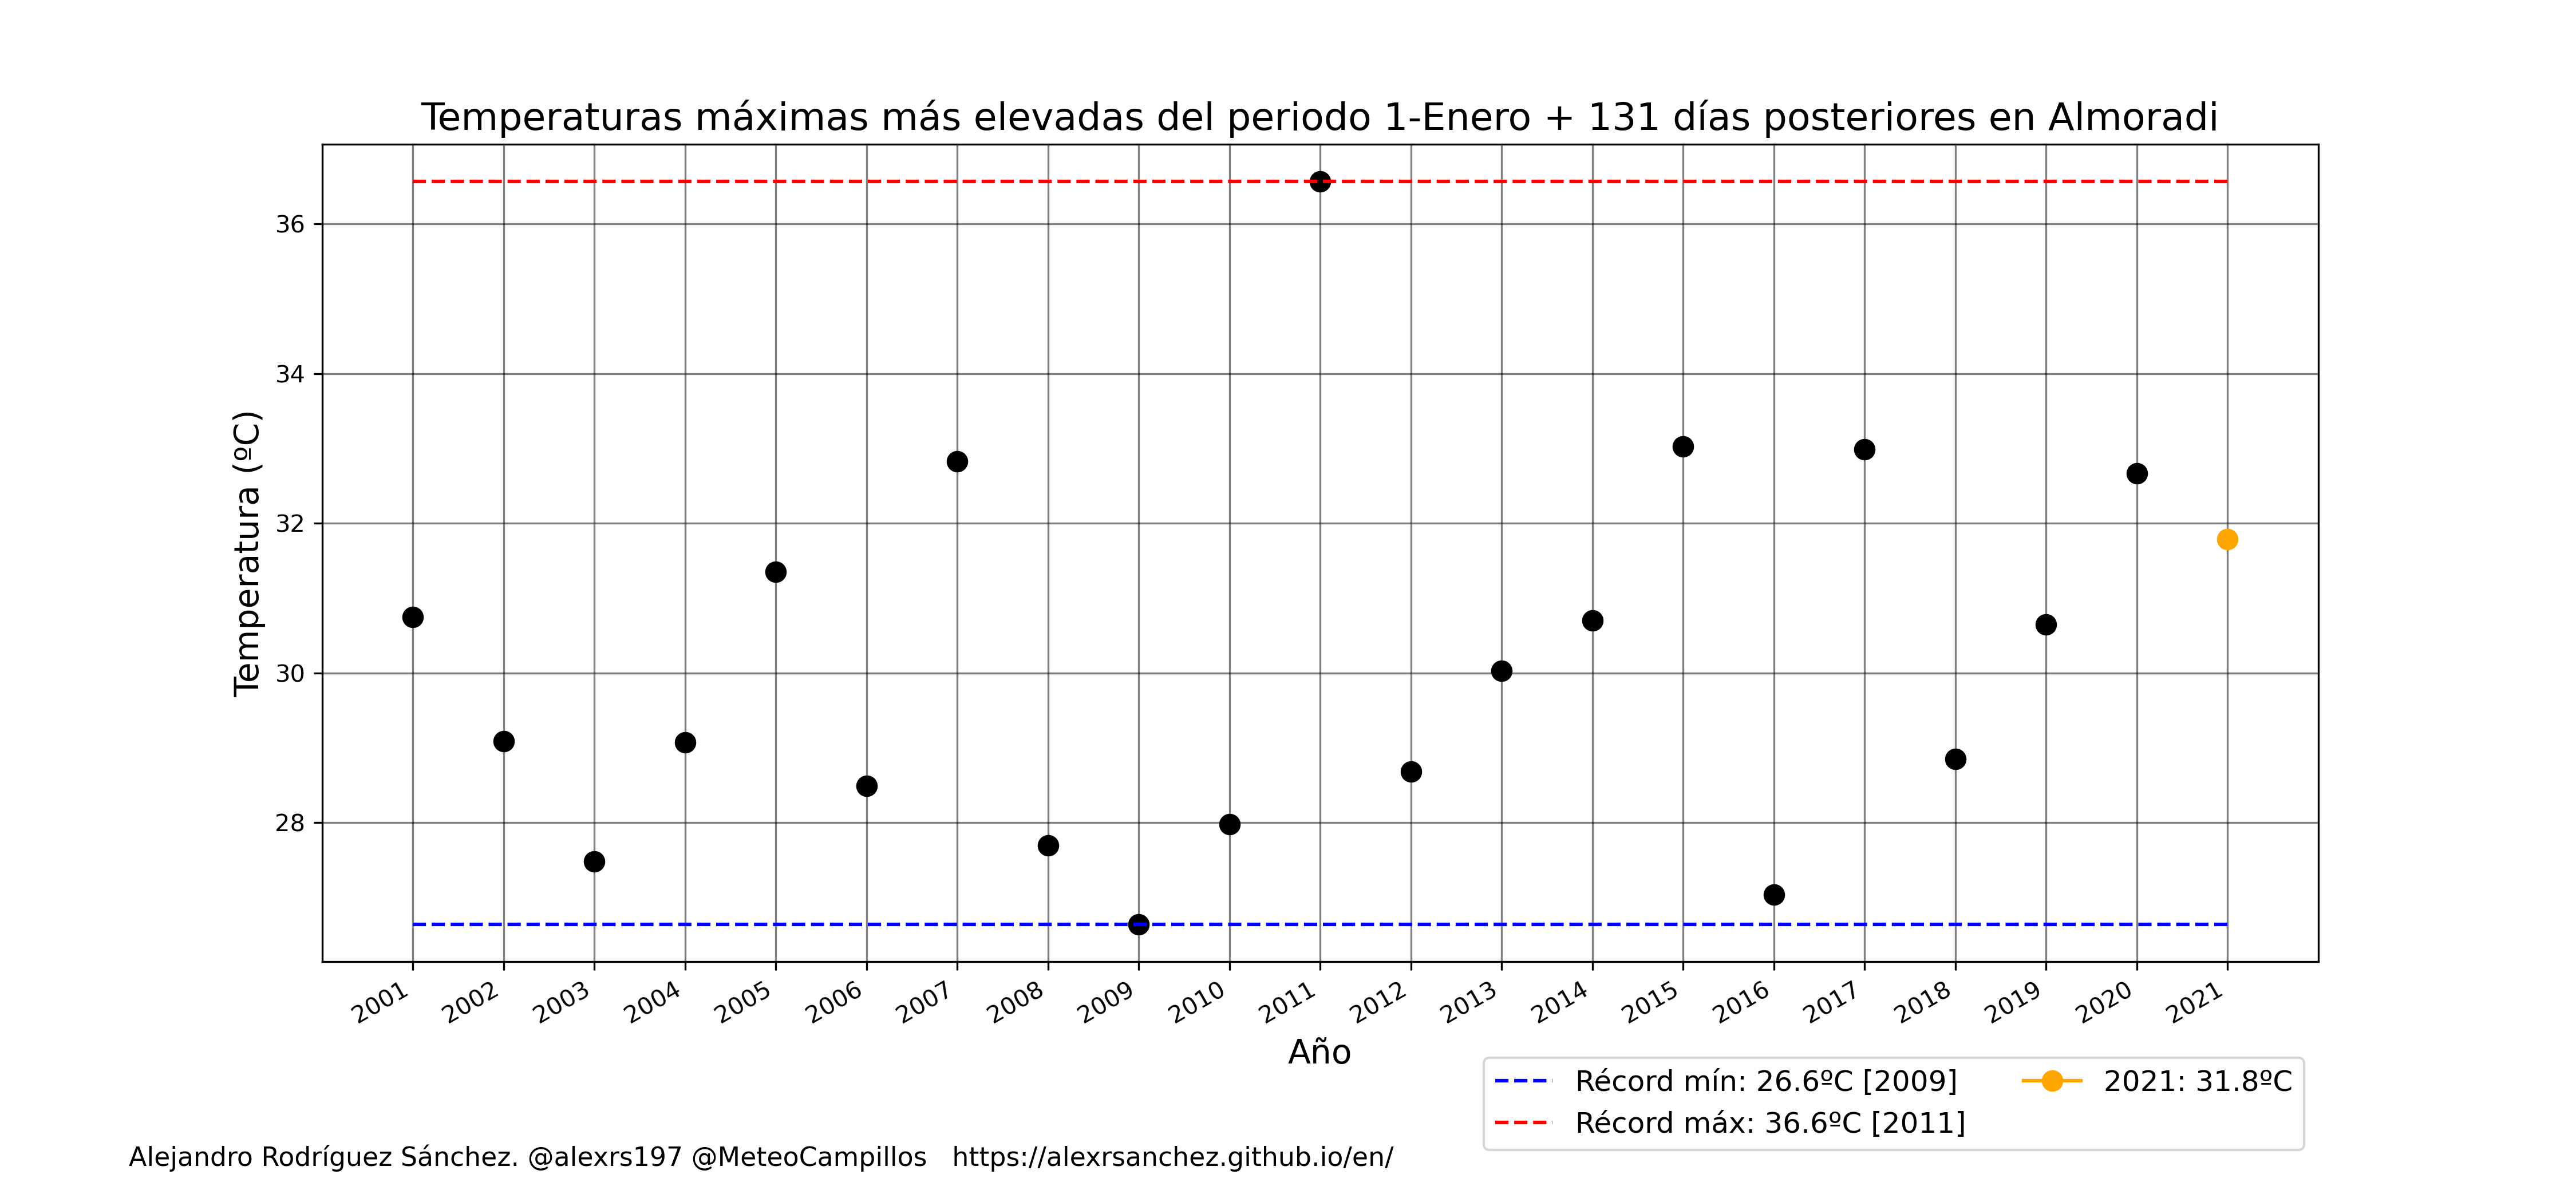 Temperaturas máximas más elevadas del periodo 1-Enero + 131 días posteriores en Almoradi
Temperatura (ºC)
36
34
32
30
28
2001 2002 2003 2004 2005 2006 2007 2008 2009 2010 2011 2012 2013 2014 2015 2016 2017 2018 2019 2020 2021
Año
Récord mín: 26.6ºC [2009]
Récord máx: 36.6ºC [2011]
2021: 31.8ºC
Alejandro Rodríguez Sánchez. @alexrs197 @MeteoCampillos https://alexrsanchez.github.io/en/